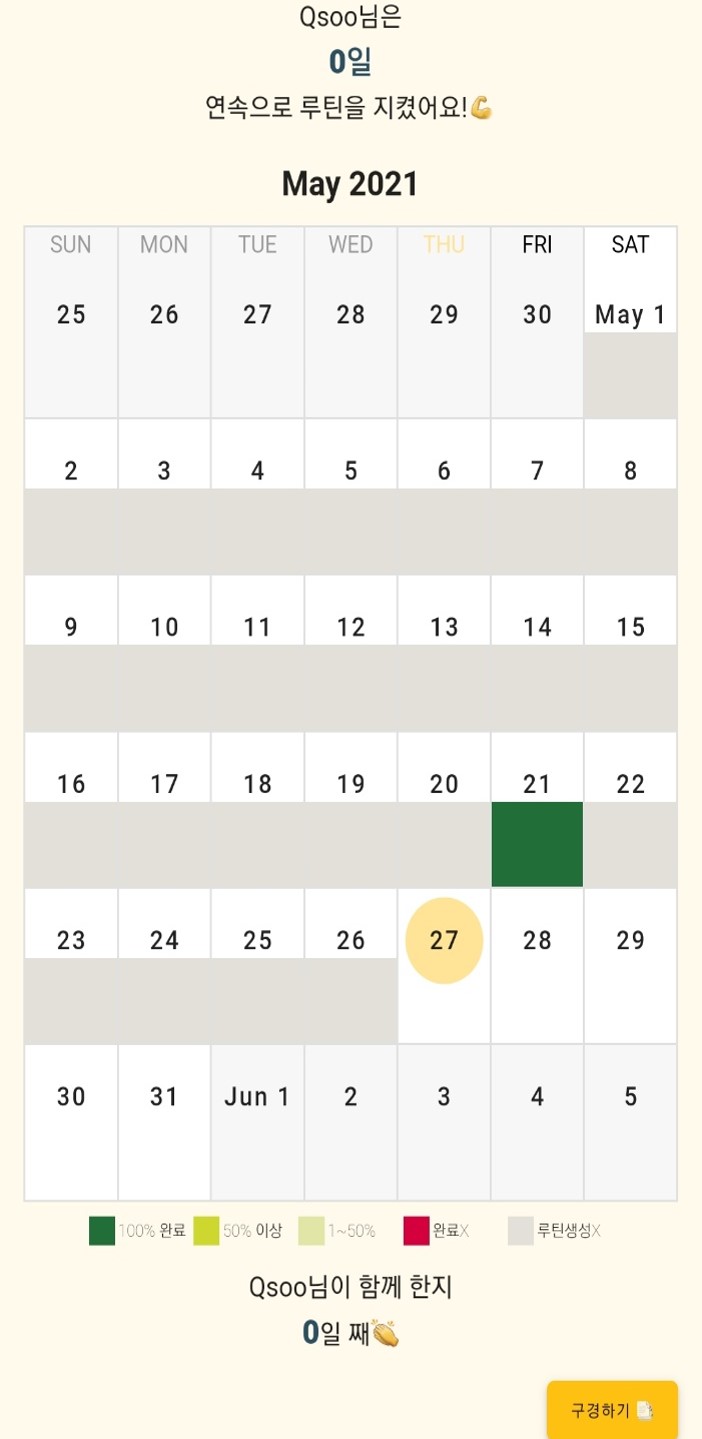 Qsoo님은
0일
연속으로 루틴을 지켰어요!💪
May 2021
SUN MON TUE WED THU FRI SAT
25 26 27 28 29 30 May 1
2 3 4 5 6 7 8
9 10 11 12 13 14 15
16 17 18 19 20 21 22
23 24 25 26 27 28 29
30 31 Jun 1 2 3 4 5
100% 완료 50% 이상 1~50% 완료X 루틴생성X
Qsoo님이 함께 한지
0일 째👏
구경하기